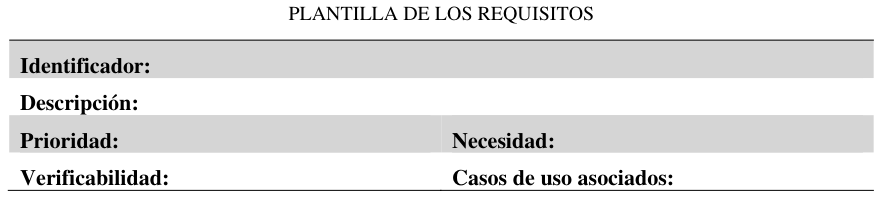 PLANTILLA DE LOS REQUISITOS
Identificador:
Descripción:
Prioridad: Necesidad:
Verificabilidad: Casos de uso asociados: